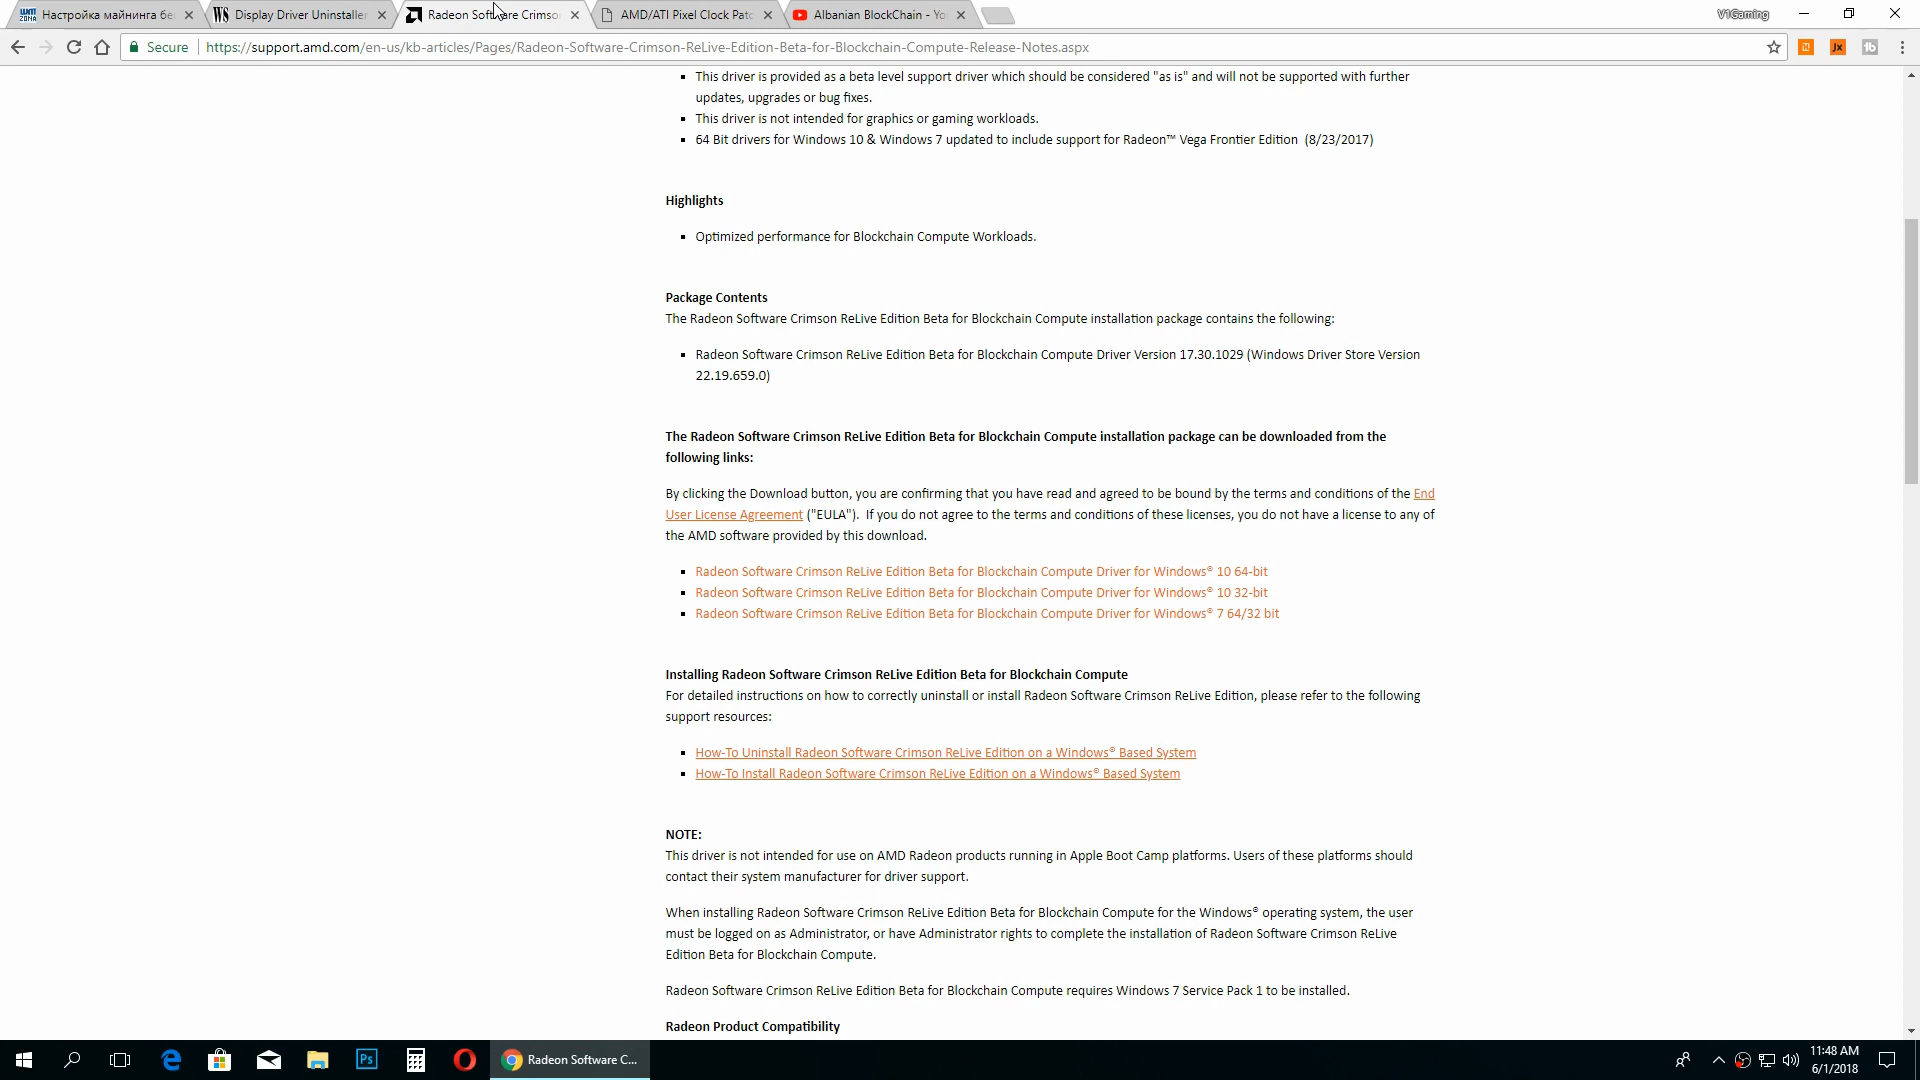 Настройка майнинга бе
Display Driver Uninstaller
Radeon Software Crimso
AMD/ATI Pixel Clock Patc
Albanian BlockChain - Yo
V1Gaming
Secure
https://support.amd.com/en-us/kb-articles/Pages/Radeon-Software-Crimson-ReLive-Edition-Beta-for-Blockchain-Compute-Release-Notes.aspx
This driver is provided as a beta level support driver which should be considered "as is" and will not be supported with further
updates, upgrades or bug fixes.
This driver is not intended for graphics or gaming workloads.
64 Bit drivers for Windows 10 & Windows 7 updated to include support for Radeon™ Vega Frontier Edition (8/23/2017)
Highlights
Optimized performance for Blockchain Compute Workloads.
Package Contents
The Radeon Software Crimson ReLive Edition Beta for Blockchain Compute installation package contains the following:
Radeon Software Crimson ReLive Edition Beta for Blockchain Compute Driver Version 17.30.1029 (Windows Driver Store Version
22.19.659.0)
The Radeon Software Crimson ReLive Edition Beta for Blockchain Compute installation package can be downloaded from the
following links:
By clicking the Download button, you are confirming that you have read and agreed to be bound by the terms and conditions of the End
User License Agreement ("EULA"). If you do not agree to the terms and conditions of these licenses, you do not have a license to any of
the AMD software provided by this download.
Radeon Software Crimson ReLive Edition Beta for Blockchain Compute Driver for Windows® 10 64-bit
Radeon Software Crimson ReLive Edition Beta for Blockchain Compute Driver for Windows® 10 32-bit
Radeon Software Crimson ReLive Edition Beta for Blockchain Compute Driver for Windows® 7 64/32 bit
Installing Radeon Software Crimson ReLive Edition Beta for Blockchain Compute
For detailed instructions on how to correctly uninstall or install Radeon Software Crimson ReLive Edition, please refer to the following
support resources:
How-To Uninstall Radeon Software Crimson ReLive Edition on a Windows® Based System
How-To Install Radeon Software Crimson ReLive Edition on a Windows® Based System
NOTE:
This driver is not intended for use on AMD Radeon products running in Apple Boot Camp platforms. Users of these platforms should
contact their system manufacturer for driver support.
When installing Radeon Software Crimson ReLive Edition Beta for Blockchain Compute for the Windows® operating system, the user
must be logged on as Administrator, or have Administrator rights to complete the installation of Radeon Software Crimson ReLive
Edition Beta for Blockchain Compute.
Radeon Software Crimson ReLive Edition Beta for Blockchain Compute requires Windows 7 Service Pack 1 to be installed.
Radeon Product Compatibility
Ps
Radeon Software C...
11:48 AM
6/1/2018